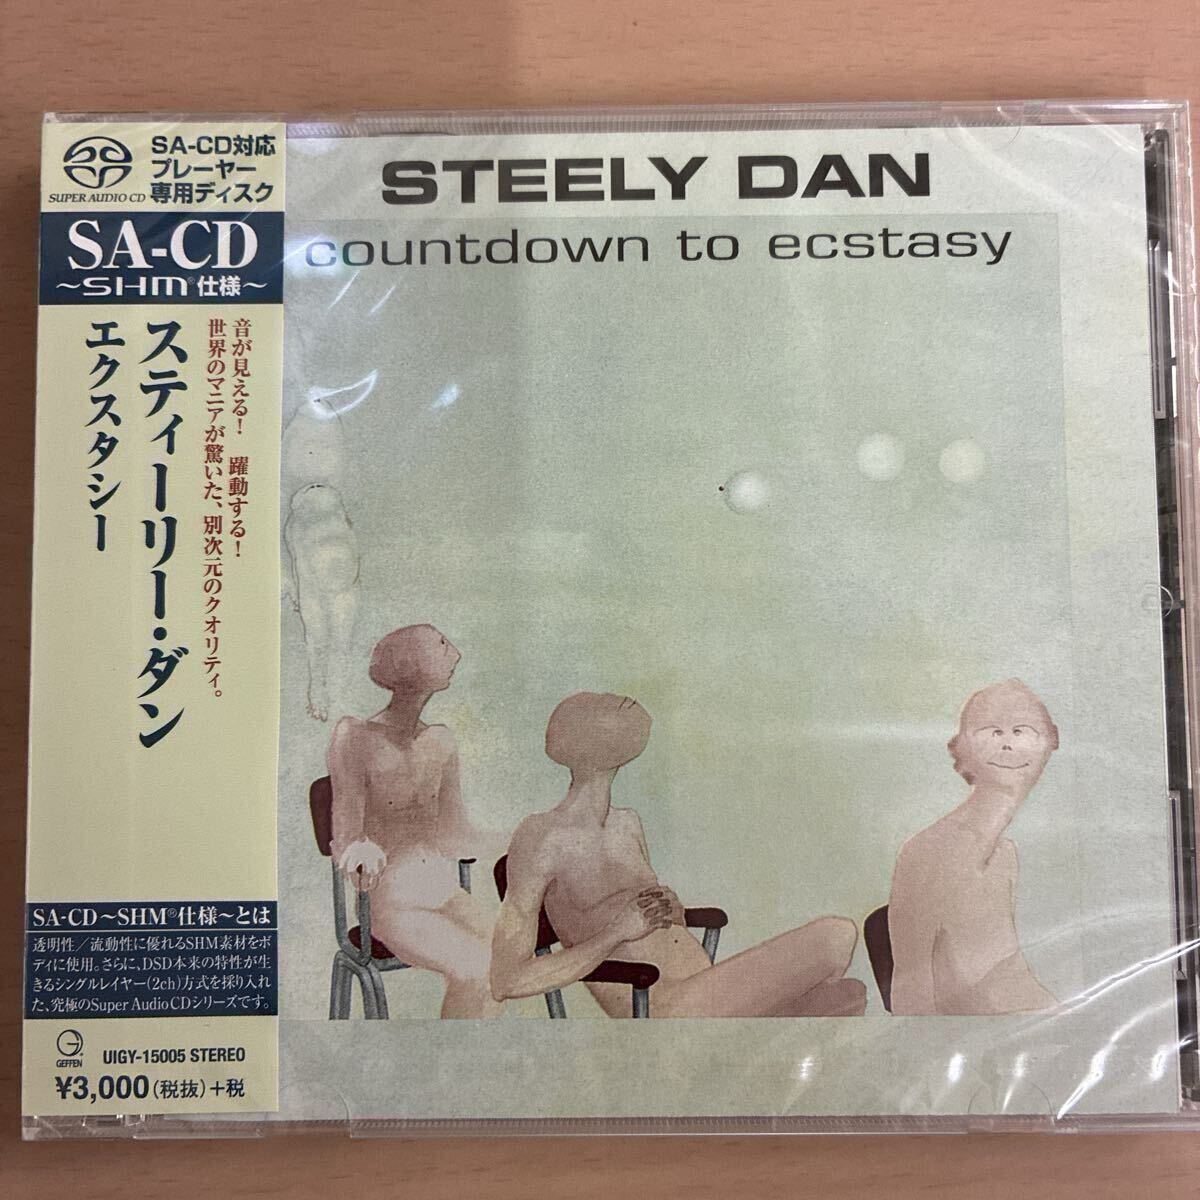 SUPER AUDIO CD
SA-CD対応
プレーヤー
専用ディスク
SA-CD
～SHM®仕様～
音が見える！ 躍動する！
世界のマニアが驚いた、別次元のクオリティ。
スティーリー・ダン
エクスタシー
SA-CD～SHM®仕様～とは
透明性／流動性に優れるSHM素材をボ
ディに使用。さらに、DSD本来の特性が生
きるシングルレイヤー(2ch)方式を採り入れ
た、究極のSuper Audio CDシリーズです。
GEFFEN
UIGY-15005 STEREO
¥3,000(税抜)+税
STEELY DAN
countdown to ecstasy